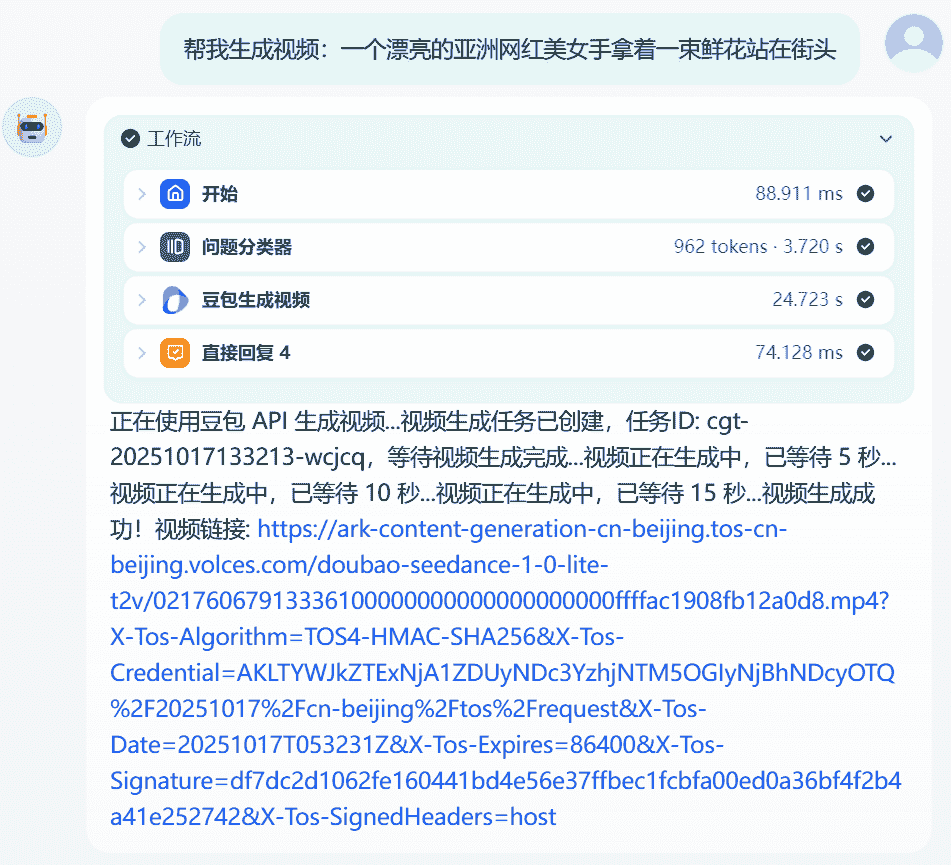 帮我生成视频：一个漂亮的亚洲网红美女手拿着一束鲜花站在街头
工作流
开始 88.911 ms
问题分类器 962 tokens · 3.720 s
豆包生成视频 24.723 s
直接回复 4 74.128 ms
正在使用豆包 API 生成视频...视频生成任务已创建，任务ID: cgt-
20251017133213-wcjcq，等待视频生成完成...视频正在生成中，已等待 5 秒...
视频正在生成中，已等待 10 秒...视频正在生成中，已等待 15 秒...视频生成成
功！视频链接: https://ark-content-generation-cn-beijing.tos-cn-
beijing.volces.com/doubao-seedance-1-0-lite-
t2v/02176067913336100000000000000000000ffffac1908fb12a0d8.mp4?
X-Tos-Algorithm=TOS4-HMAC-SHA256&X-Tos-
Credential=AKLTYWJkZTExNjA1ZDUyNDc3YzhjNTM5OGIyNjBhNDcyOTQ
%2F20251017%2Fcn-beijing%2Ftos%2Frequest&X-Tos-
Date=20251017T053231Z&X-Tos-Expires=86400&X-Tos-
Signature=df7dc2d1062fe160441bd4e56e37ffbec1fcbfa00ed0a36bf4f2b4
a41e252742&X-Tos-SignedHeaders=host